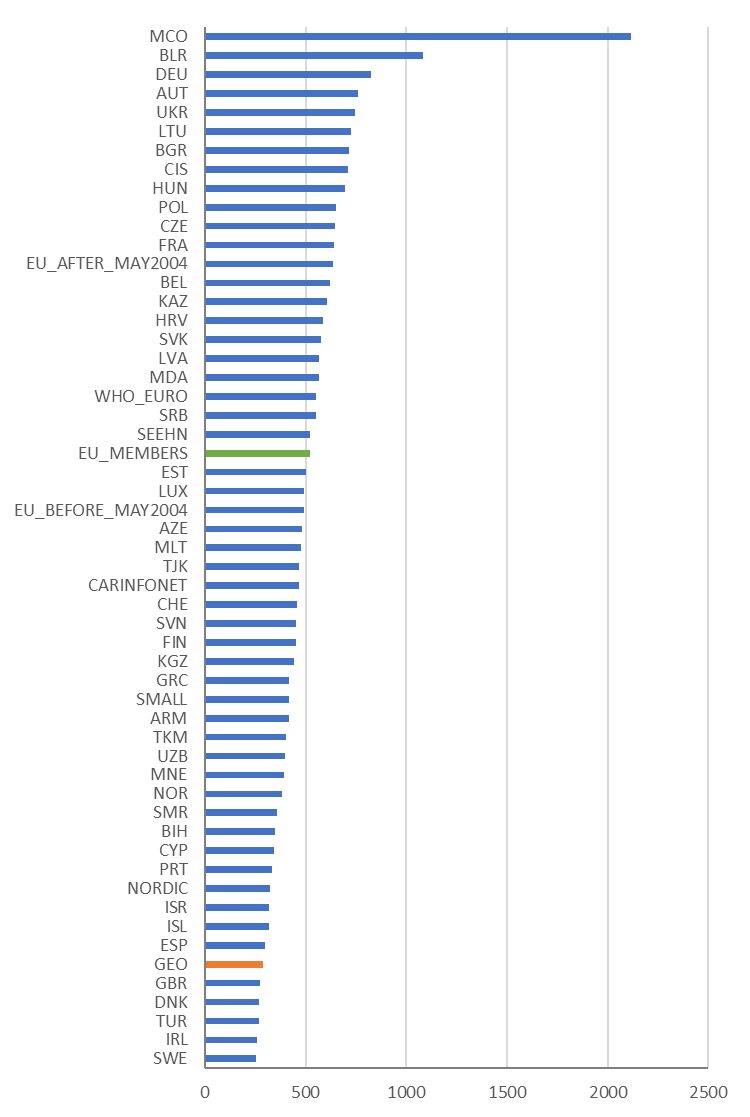 MCO
BLR
DEU
AUT
UKR
LTU
BGR
CIS
HUN
POL
CZE
FRA
EU_AFTER_MAY2004
BEL
KAZ
HRV
SVK
LVA
MDA
WHO_EURO
SRB
SEEHN
EU_MEMBERS
EST
LUX
EU_BEFORE_MAY2004
AZE
MLT
TJK
CARINFONET
CHE
SVN
FIN
KGZ
GRC
SMALL
ARM
TKM
UZB
MNE
NOR
SMR
BIH
CYP
PRT
NORDIC
ISR
ISL
ESP
GEO
GBR
DNK
TUR
IRL
SWE
0 500 1000 1500 2000 2500